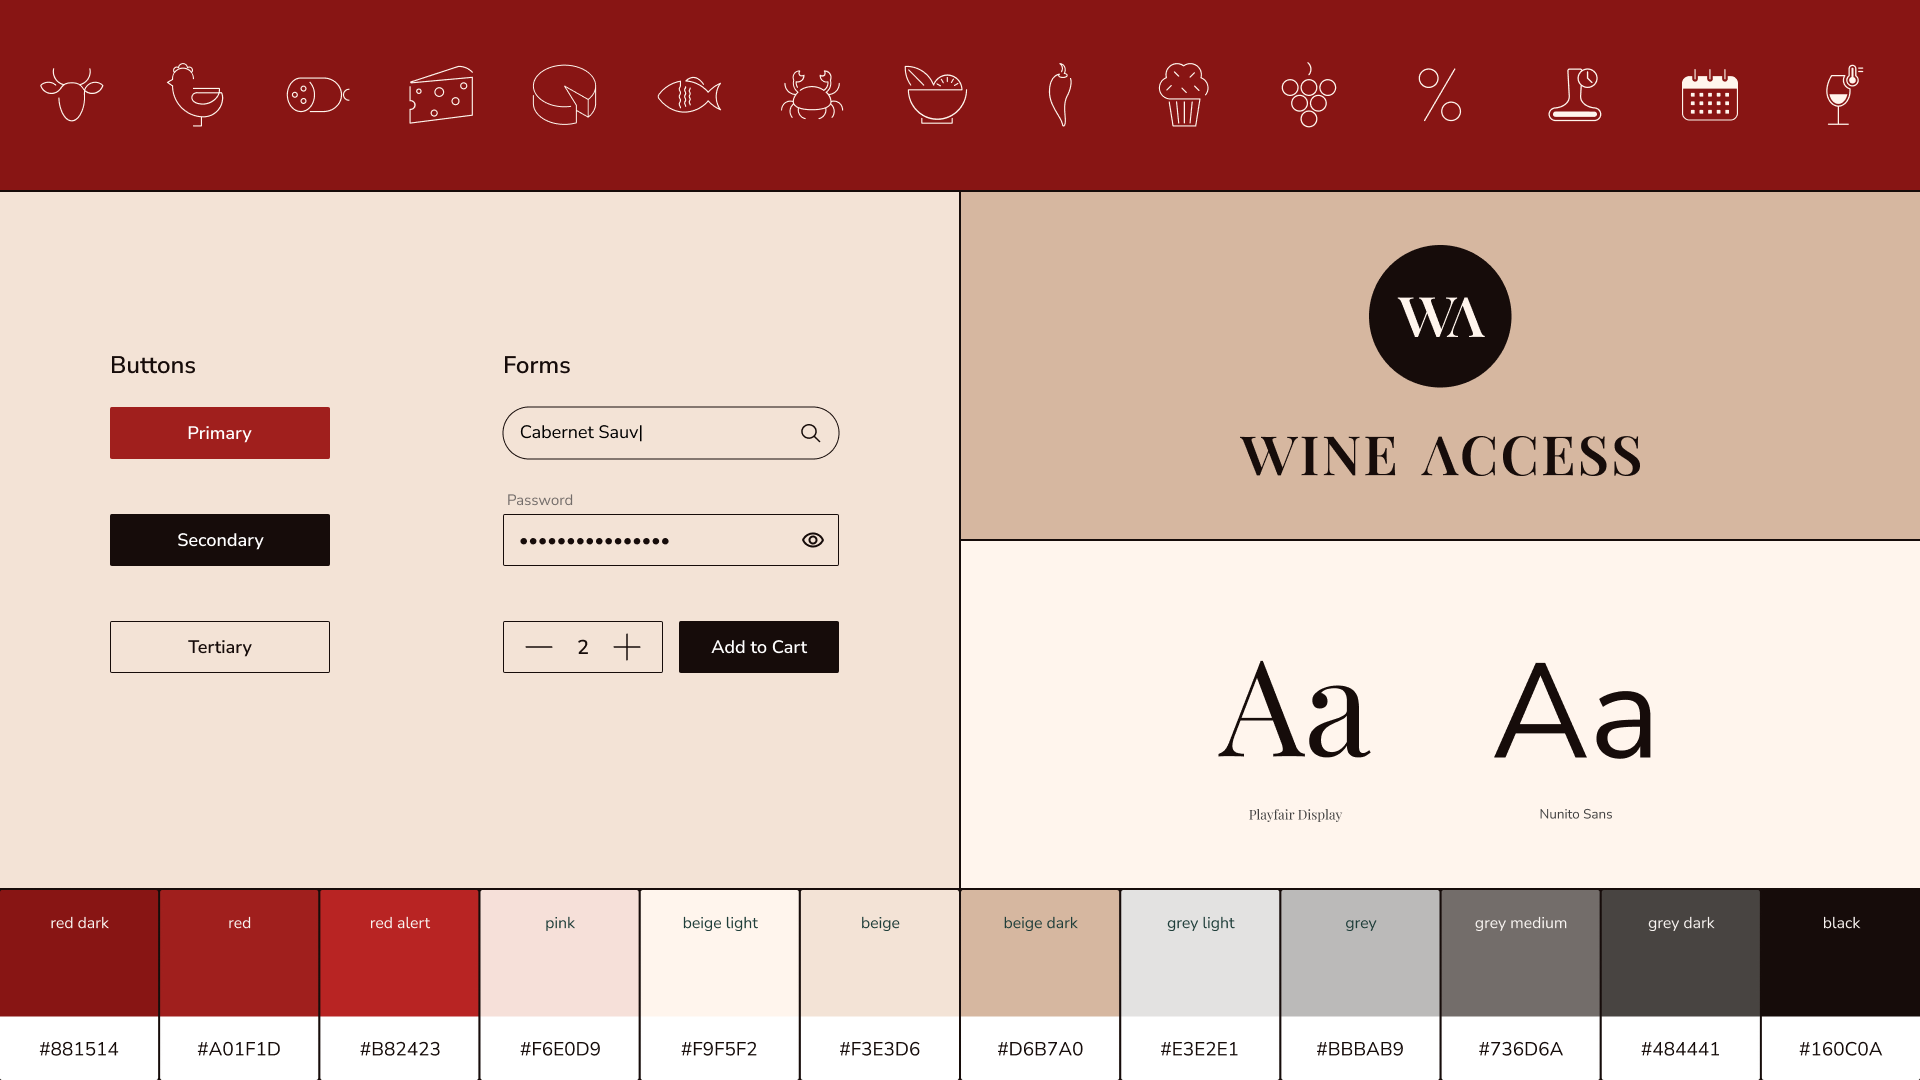 Buttons
Primary
Secondary
Tertiary
Forms
Cabernet Sauv|
Password
2
Add to Cart
WA
WINE ACCESS
Aa
Playfair Display
Aa
Nunito Sans
red dark
red
red alert
pink
beige light
beige
beige dark
grey light
grey
grey medium
grey dark
black
#881514
#A01F1D
#B82423
#F6E0D9
#F9F5F2
#F3E3D6
#D6B7A0
#E3E2E1
#BBBAB9
#736D6A
#484441
#160C0A